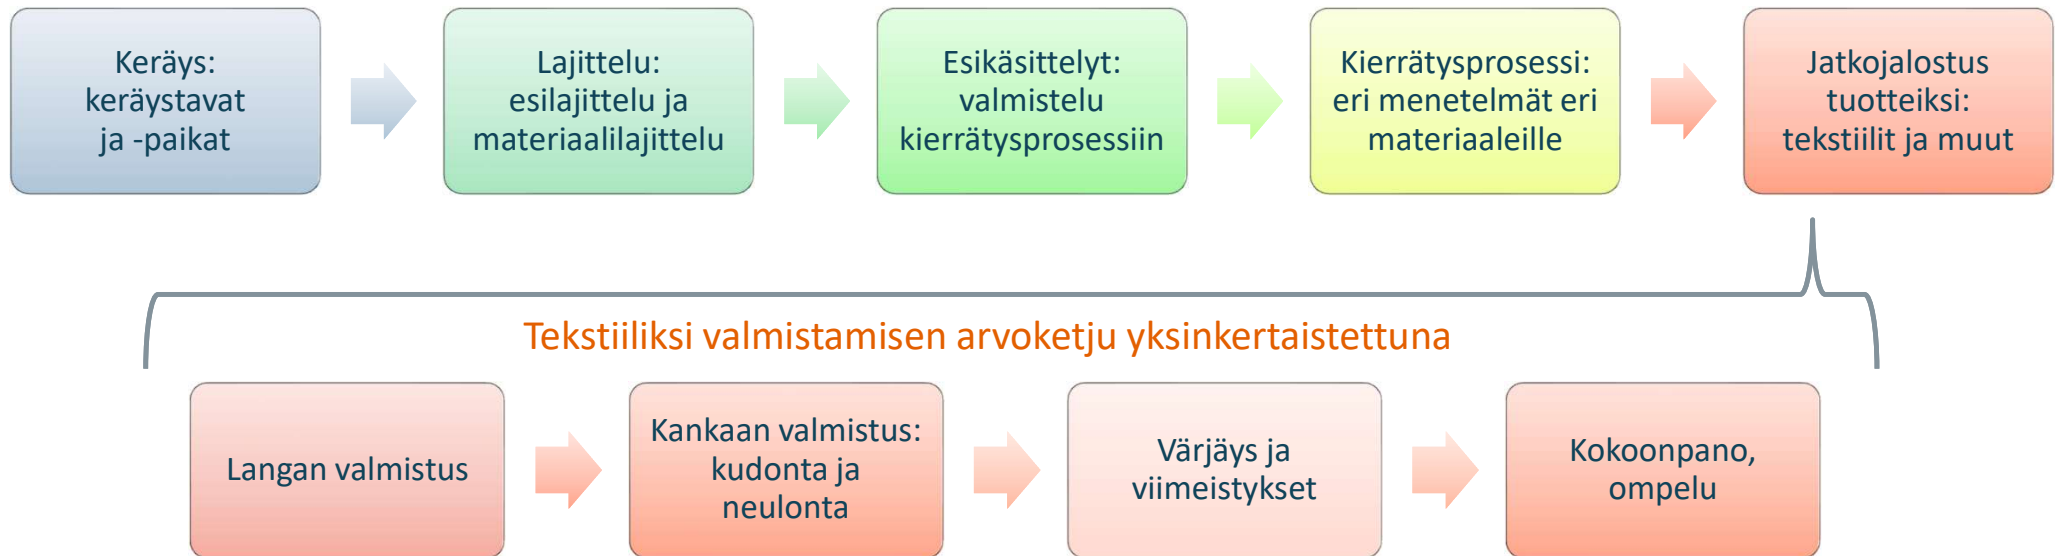 Keräys:
keräystavat
ja -paikat
Lajittelu:
esilajittelu ja
materiaalilajittelu
Esikäsittelyt:
valmistelu
kierrätysprosessiin
Kierrätysprosessi:
eri menetelmät eri
materiaaleille
Jatkojalostus
tuotteiksi:
tekstiilit ja muut
Tekstiiliksi valmistamisen arvoketju yksinkertaistettuna
Langan valmistus
Kankaan valmistus:
kudonta ja
neulonta
Värjäys ja
viimeistykset
Kokoonpano,
ompelu